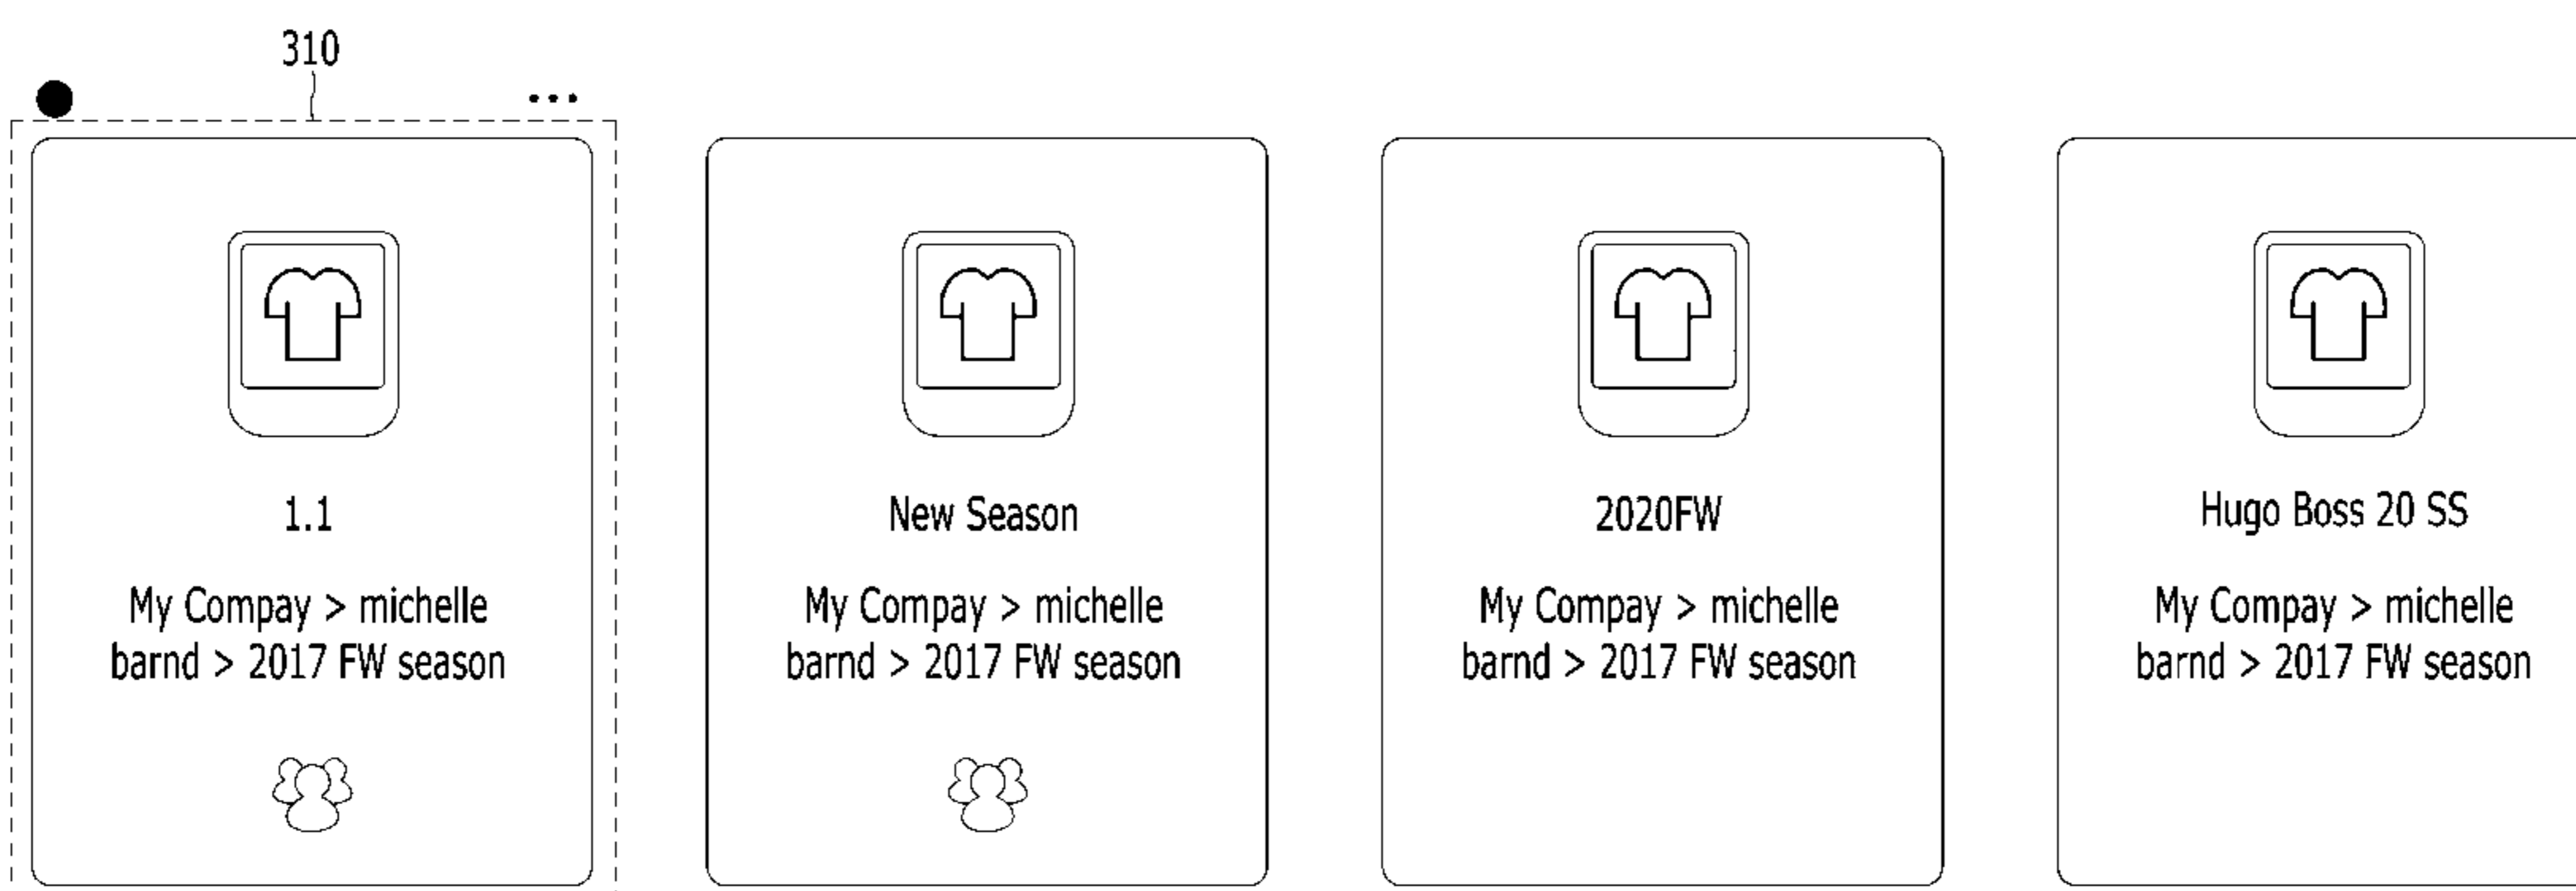 310
...
1.1
My Compay > michelle
barnd > 2017 FW season
New Season
My Compay > michelle
barnd > 2017 FW season
2020FW
My Compay > michelle
barnd > 2017 FW season
Hugo Boss 20 SS
My Compay > michelle
barnd > 2017 FW season